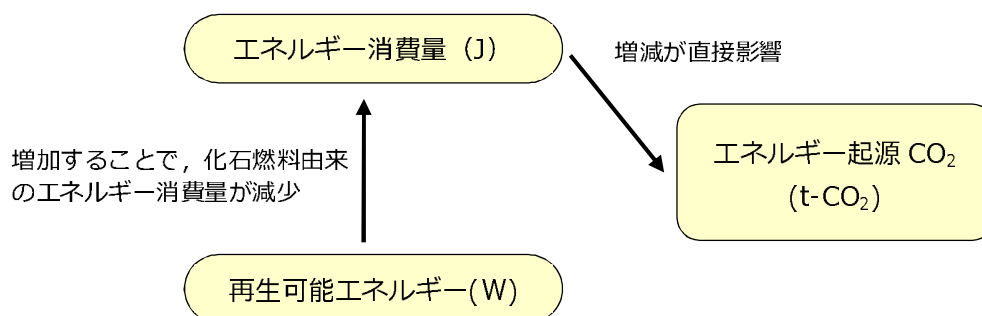 エネルギー消費量（J）
増減が直接影響
増加することで，化石燃料由来
のエネルギー消費量が減少
エネルギー起源 CO₂
(t-CO₂)
再生可能エネルギー(W)